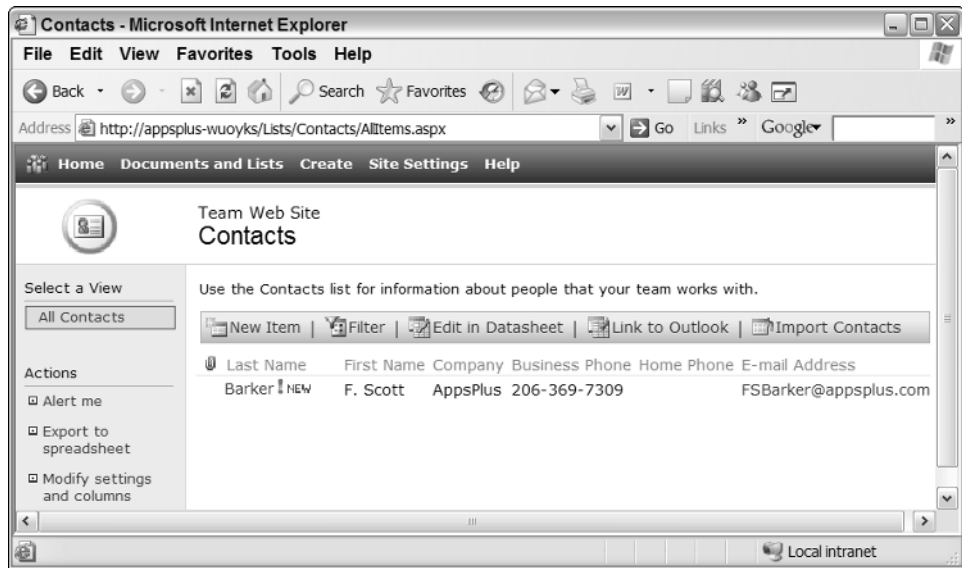 Contacts - Microsoft Internet Explorer
File Edit View Favorites Tools Help
Back Search Favorites
Address http://appsplus-wuoyks/Lists/Contacts/AllItems.aspx Go Links » Google »
Home Documents and Lists Create Site Settings Help
Team Web Site
Contacts
Select a View
All Contacts
Actions
Alert me
Export to
spreadsheet
Modify settings
and columns
Use the Contacts list for information about people that your team works with.
New Item | Filter | Edit in Datasheet | Link to Outlook | Import Contacts
Last Name First Name Company Business Phone Home Phone E-mail Address
Barker ! NEW F. Scott AppsPlus 206-369-7309 FSBarker@appsplus.com
Local intranet